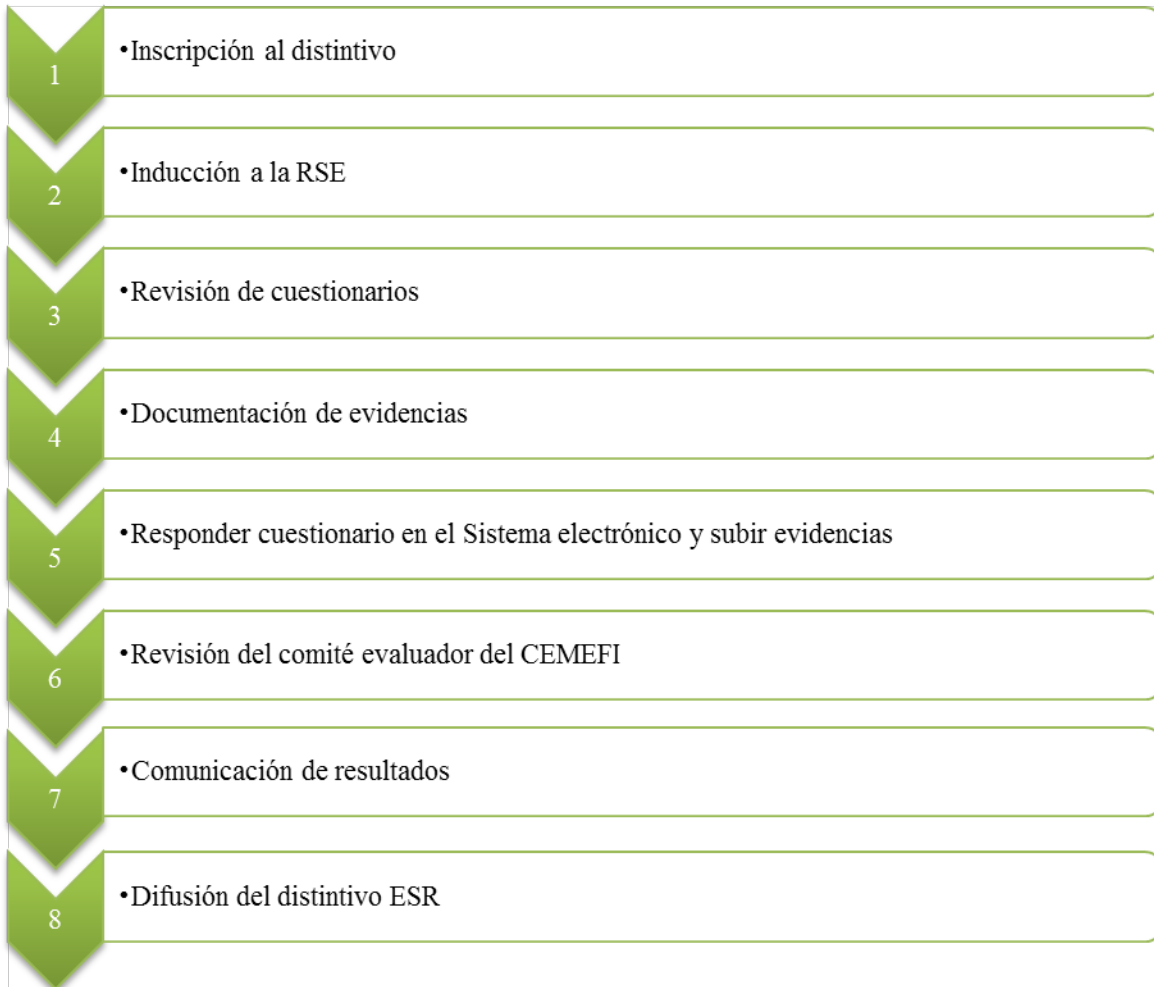 1
•Inscripción al distintivo
2
•Inducción a la RSE
3
•Revisión de cuestionarios
4
•Documentación de evidencias
5
•Responder cuestionario en el Sistema electrónico y subir evidencias
6
•Revisión del comité evaluador del CEMEFI
7
•Comunicación de resultados
8
•Difusión del distintivo ESR